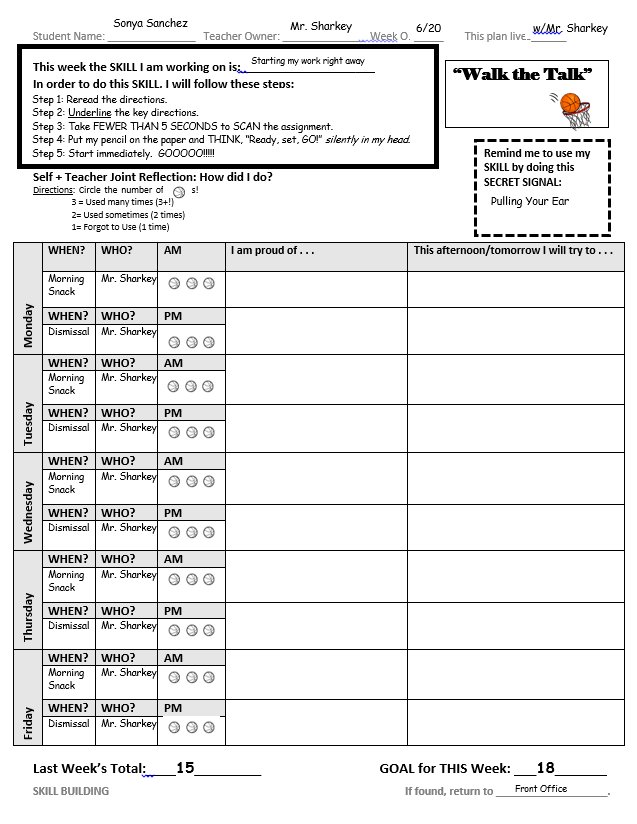 Student Name: Sonya Sanchez Teacher Owner: Mr. Sharkey Week O. 6/20 This plan live.. w/Mr. Sharkey
This week the SKILL I am working on is: Starting my work right away
In order to do this SKILL. I will follow these steps:
Step 1: Reread the directions.
Step 2: Underline the key directions.
Step 3: Take FEWER THAN 5 SECONDS to SCAN the assignment.
Step 4: Put my pencil on the paper and THINK, "Ready, set, GO!" silently in my head.
Step 5: Start immediately. GOOOOO!!!!!
"Walk the Talk"
Remind me to use my
SKILL by doing this
SECRET SIGNAL:
Pulling Your Ear
Self + Teacher Joint Reflection: How did I do?
Directions: Circle the number of s!
3 = Used many times (3+!)
2= Used sometimes (2 times)
1= Forgot to Use (1 time)
WHEN? WHO? AM I am proud of . . . This afternoon/tomorrow I will try to . . .
Monday
Morning Snack Mr. Sharkey
WHEN? WHO? PM
Dismissal Mr. Sharkey
Tuesday
WHEN? WHO? AM
Morning Snack Mr. Sharkey
WHEN? WHO? PM
Dismissal Mr. Sharkey
Wednesday
WHEN? WHO? AM
Morning Snack Mr. Sharkey
WHEN? WHO? PM
Dismissal Mr. Sharkey
Thursday
WHEN? WHO? AM
Morning Snack Mr. Sharkey
WHEN? WHO? PM
Dismissal Mr. Sharkey
Friday
WHEN? WHO? AM
Morning Snack Mr. Sharkey
WHEN? WHO? PM
Dismissal Mr. Sharkey
Last Week's Total: 15 GOAL for THIS Week: 18
SKILL BUILDING If found, return to Front Office.